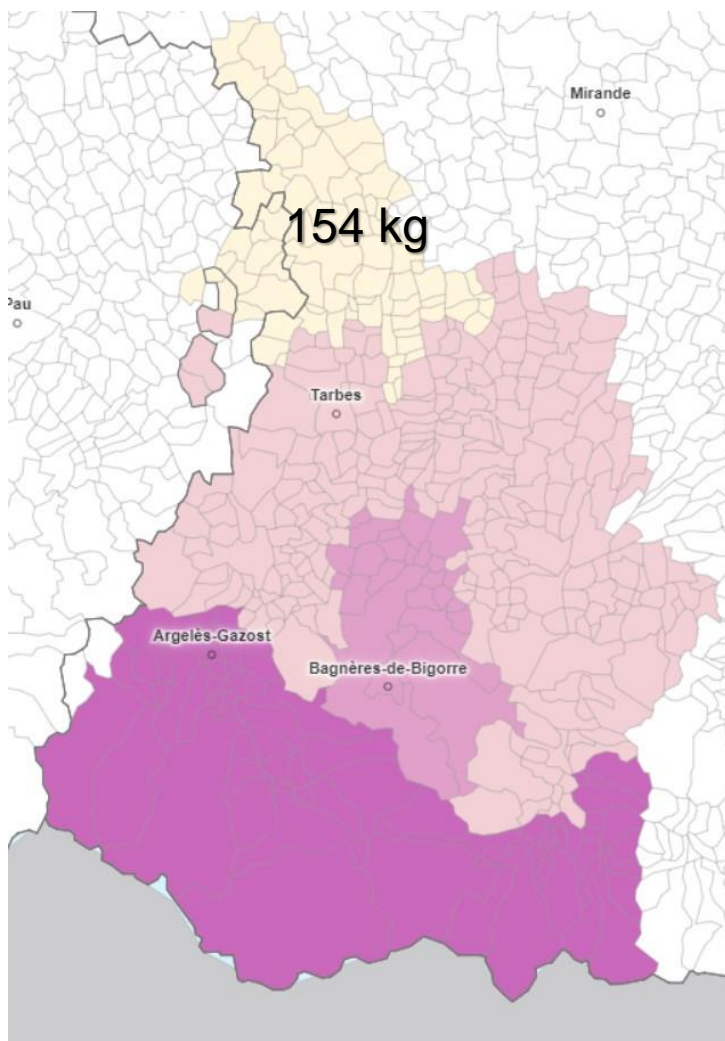 Mirande
154 kg
Pau
Tarbes
Argelès-Gazost
Bagnères-de-Bigorre